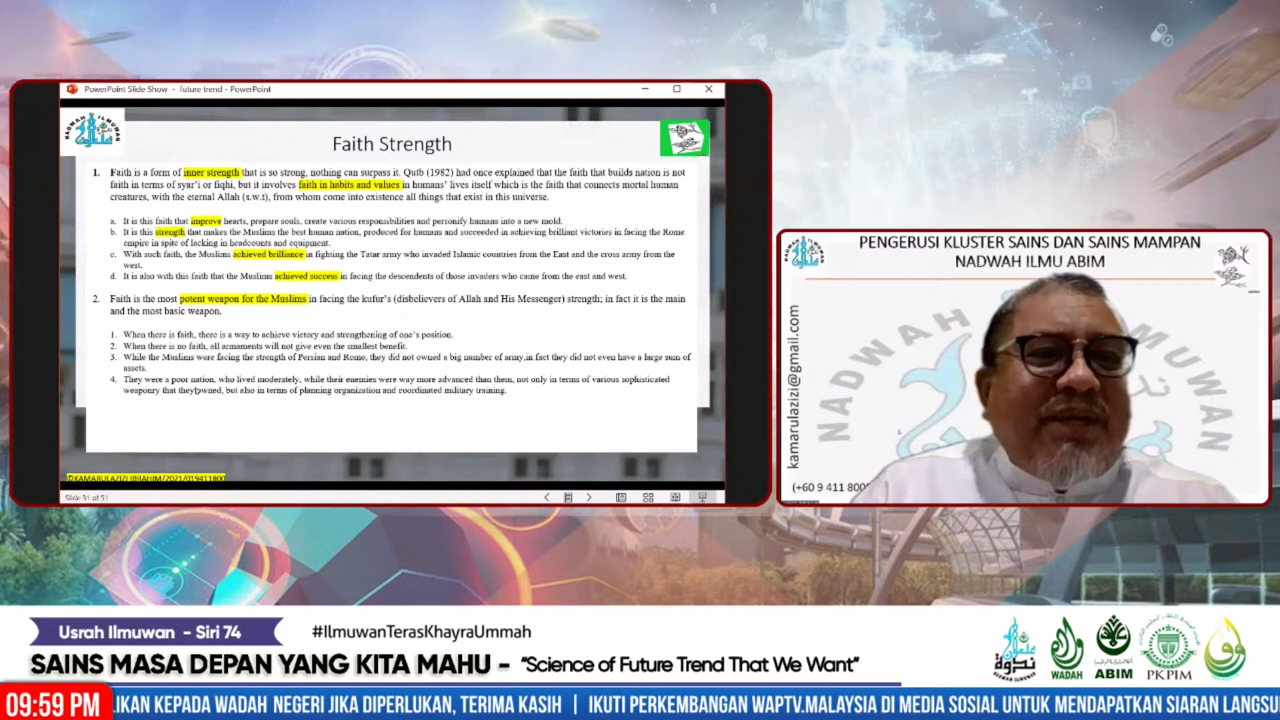 PowerPoint Slide Show - future trend - PowerPoint
NADWAH ILMUWAN
Faith Strength
1. Faith is a form of inner strength that is so strong, nothing can surpass it. Qutb (1982) had once explained that the faith that builds nation is not
faith in terms of syar'i or fiqhi, but it involves faith in habits and values in humans' lives itself which is the faith that connects mortal human
creatures, with the eternal Allah (s.w.t), from whom come into existence all things that exist in this universe.
a. It is this faith that improve hearts, prepare souls, create various responsibilities and personify humans into a new mold.
b. It is this strength that makes the Muslims the best human nation, produced for humans and succeeded in achieving brilliant victories in facing the Rome
empire in spite of lacking in headcounts and equipment.
c. With such faith, the Muslims achieved brilliance in fighting the Tatar army who invaded Islamic countries from the East and the cross army from the
west.
d. It is also with this faith that the Muslims achieved success in facing the descendents of those invaders who came from the east and west.
2. Faith is the most potent weapon for the Muslims in facing the kufur's (disbelievers of Allah and His Messenger) strength; in fact it is the main
and the most basic weapon.
1. When there is faith, there is a way to achieve victory and strengthening of one's position.
2. When there is no faith, all armaments will not give even the smallest benefit.
3. While the Muslims were facing the strength of Persian and Rome, they did not owned a big number of army,in fact they did not even have a large sum of
assets.
4. They were a poor nation, who lived moderately, while their enemies were way more advanced than them, not only in terms of various sophisticated
weaponry that they owned, but also in terms of planning organization and coordinated military training.
©KAMARULAZIZI IBRAHIM/2021/0194118000
Slide 51 of 51
PENGERUSI KLUSTER SAINS DAN SAINS MAMPAN
NADWAH ILMU ABIM
kamarulazizi@gmail.com
NADWAH ILMUWAN
(+60 9 411 800
Usrah Ilmuwan - Siri 74
#IlmuwanTerasKhayraUmmah
SAINS MASA DEPAN YANG KITA MAHU - "Science of Future Trend That We Want"
WADAH
ABIM
PKPIM
09:59 PM
LIKAN KEPADA WADAH NEGERI JIKA DIPERLUKAN, TERIMA KASIH | IKUTI PERKEMBANGAN WAPTV.MALAYSIA DI MEDIA SOSIAL UNTUK MENDAPATKAN SIARAN LANGSU